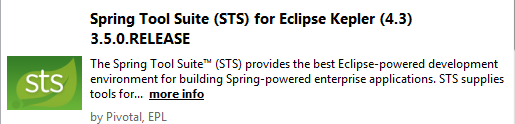 Spring Tool Suite (STS) for Eclipse Kepler (4.3)
3.5.0.RELEASE
The Spring Tool Suite™ (STS) provides the best Eclipse-powered development
environment for building Spring-powered enterprise applications. STS supplies
tools for... more info
sts
by Pivotal, EPL